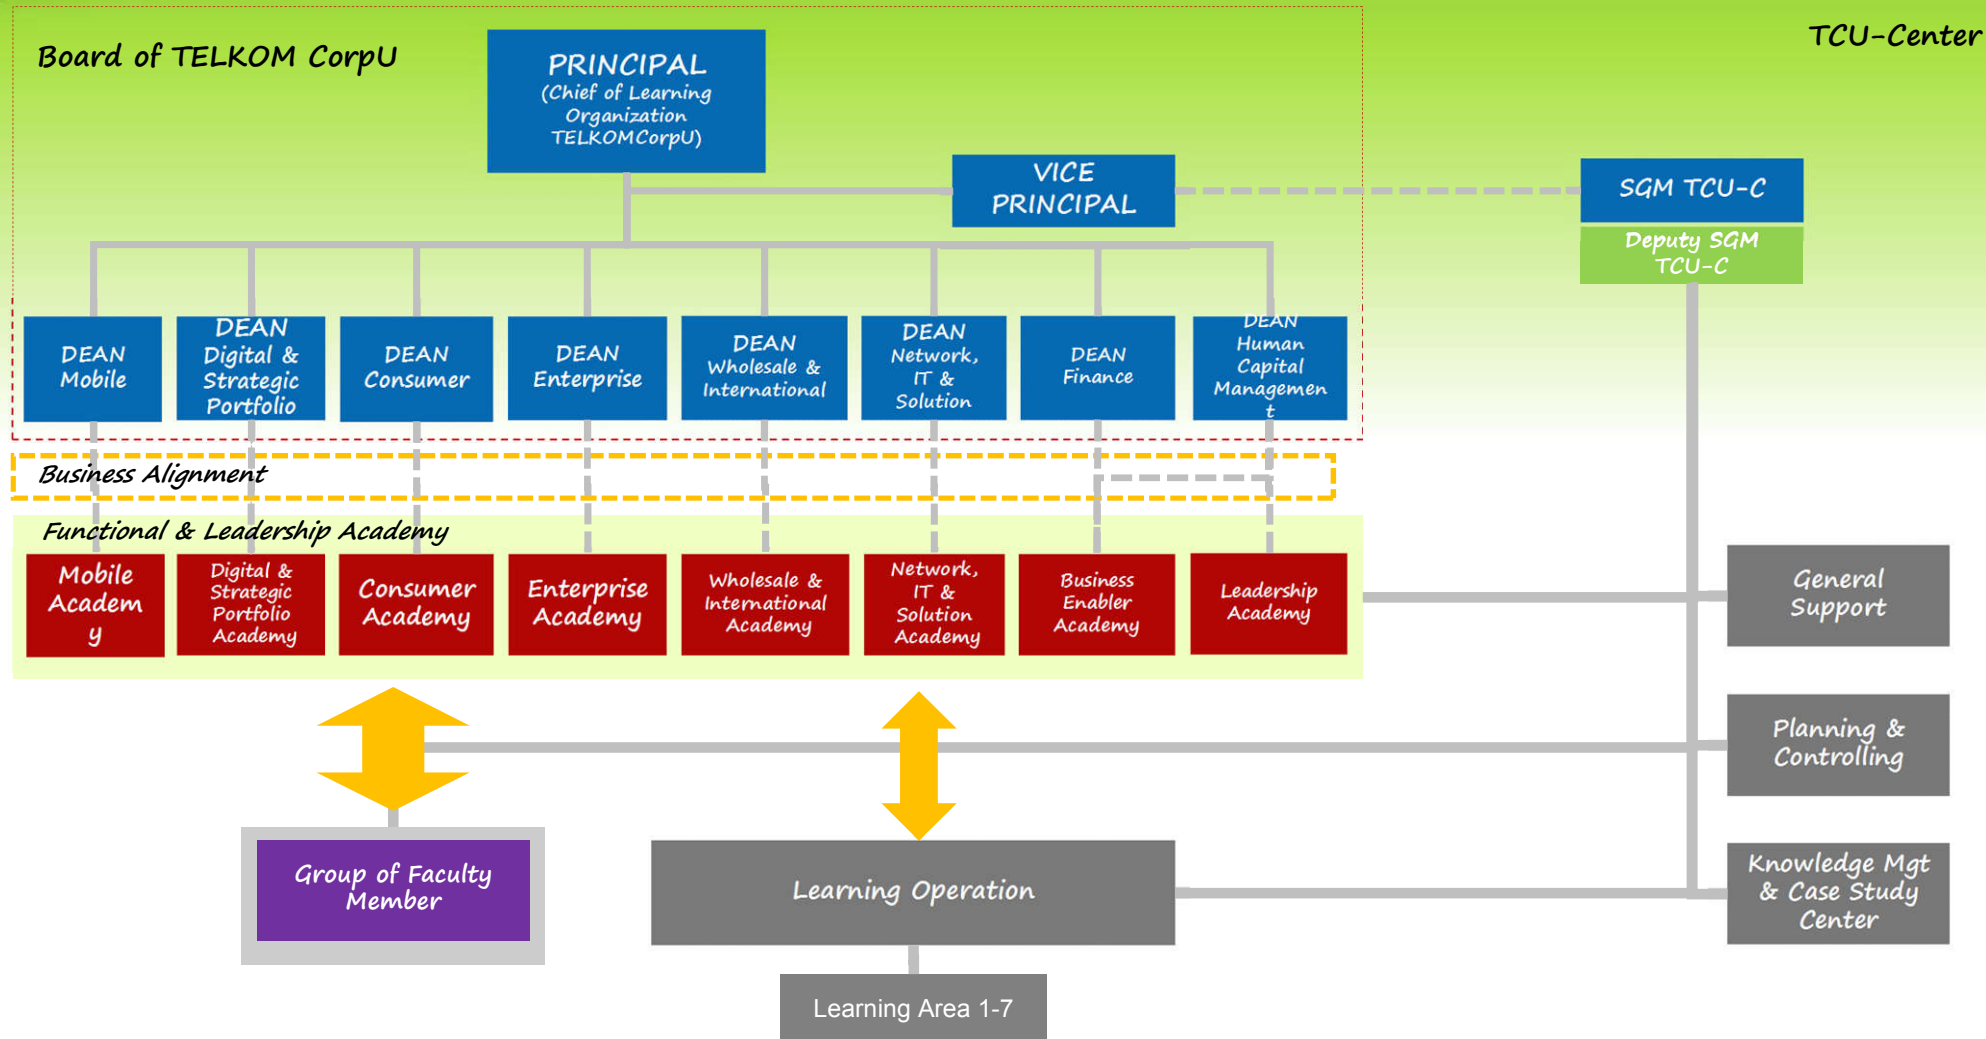 Board of TELKOM CorpU
TCU-Center
PRINCIPAL
(Chief of Learning
Organization
TELKOMCorpU)
VICE
PRINCIPAL
SGM TCU-C
Deputy SGM
TCU-C
DEAN
Mobile
DEAN
Digital &
Strategic
Portfolio
DEAN
Consumer
DEAN
Enterprise
DEAN
Wholesale &
International
DEAN
Network,
IT &
Solution
DEAN
Finance
DEAN
Human
Capital
Managemen
t
Business Alignment
Functional & Leadership Academy
Mobile
Academ
y
Digital &
Strategic
Portfolio
Academy
Consumer
Academy
Enterprise
Academy
Wholesale &
International
Academy
Network,
IT &
Solution
Academy
Business
Enabler
Academy
Leadership
Academy
General
Support
Planning &
Controlling
Group of Faculty
Member
Learning Operation
Knowledge Mgt
& Case Study
Center
Learning Area 1-7